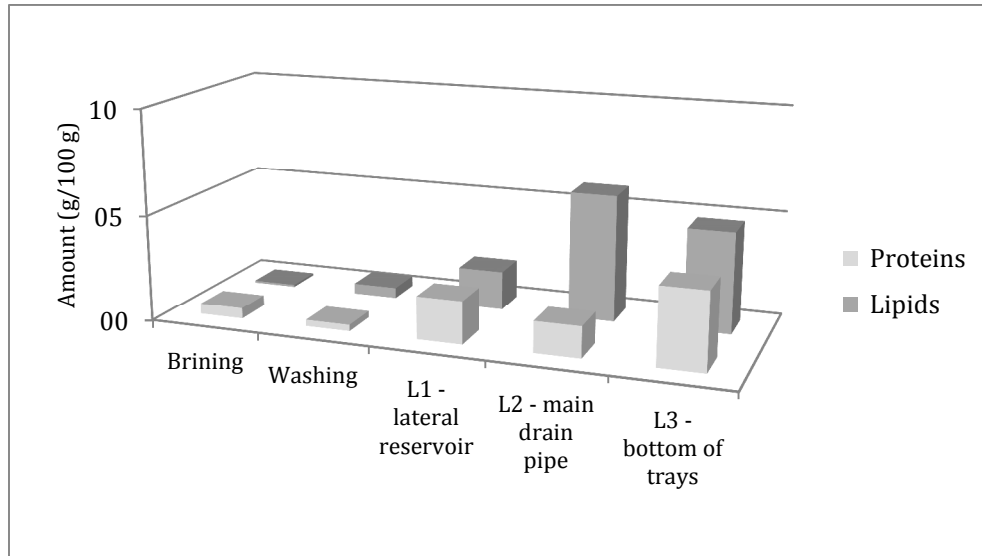 10
05
00
Amount (g/100 g)
Brining
Washing
L1 -
lateral
reservoir
L2 - main
drain
pipe
L3 -
bottom of
trays
Proteins
Lipids